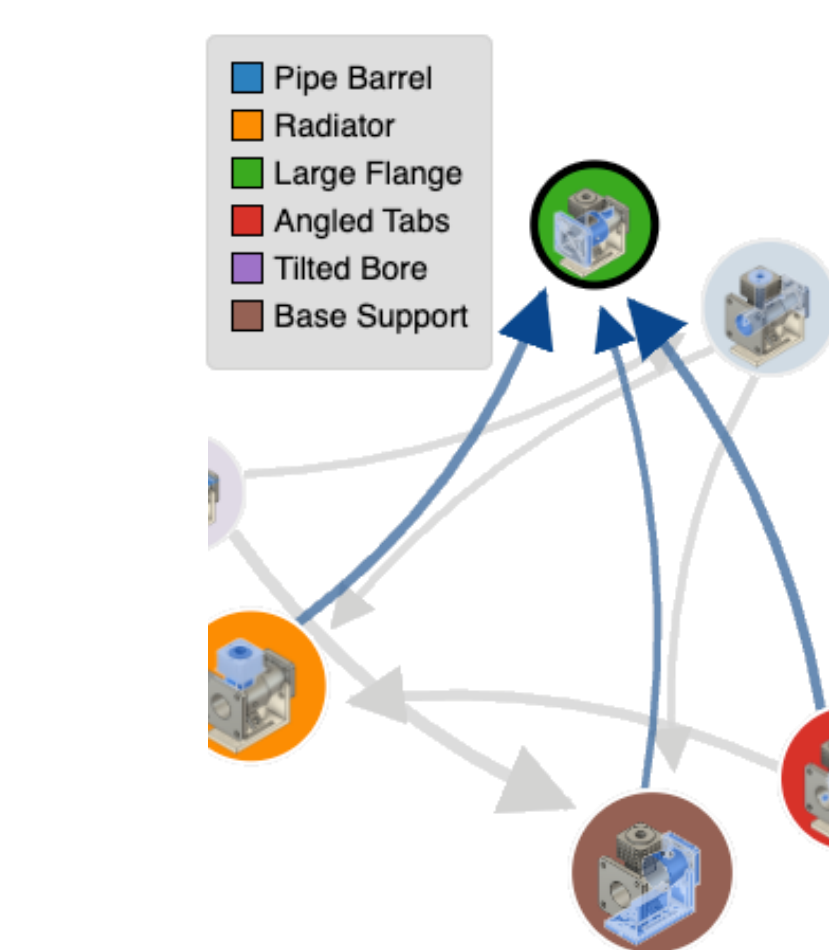 Pipe Barrel
Radiator
Large Flange
Angled Tabs
Tilted Bore
Base Support